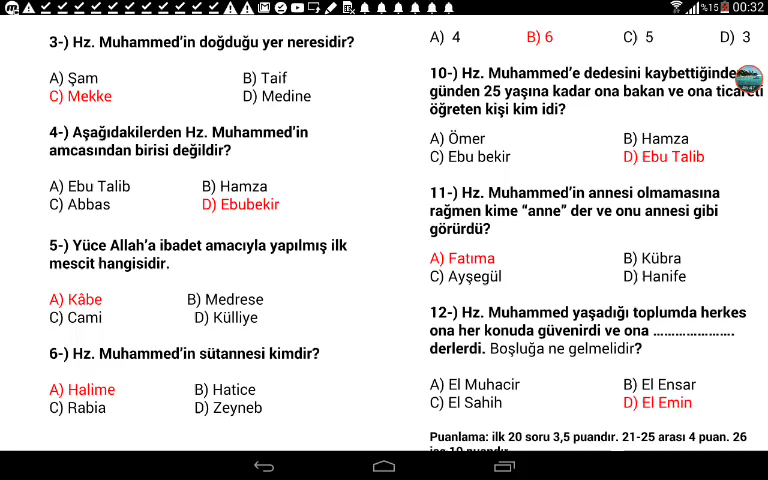 %15 00:32
3-) Hz. Muhammed'in doğduğu yer neresidir?
A) Şam B) Taif
C) Mekke D) Medine
4-) Aşağıdakilerden Hz. Muhammed'in
amcasından birisi değildir?
A) Ebu Talib B) Hamza
C) Abbas D) Ebubekir
5-) Yüce Allah'a ibadet amacıyla yapılmış ilk
mescit hangisidir.
A) Kâbe B) Medrese
C) Cami D) Külliye
6-) Hz. Muhammed'in sütannesi kimdir?
A) Halime B) Hatice
C) Rabia D) Zeyneb
A) 4 B) 6 C) 5 D) 3
10-) Hz. Muhammed'e dedesini kaybettiğinde
günden 25 yaşına kadar ona bakan ve ona ticareti
öğreten kişi kim idi?
A) Ömer B) Hamza
C) Ebu bekir D) Ebu Talib
11-) Hz. Muhammed'in annesi olmamasına
rağmen kime “anne” der ve onu annesi gibi
görürdü?
A) Fatıma B) Kübra
C) Ayşegül D) Hanife
12-) Hz. Muhammed yaşadığı toplumda herkes
ona her konuda güvenirdi ve ona ......................
derlerdi. Boşluğa ne gelmelidir?
A) El Muhacir B) El Ensar
C) El Sahih D) El Emin
Puanlama: ilk 20 soru 3,5 puandır. 21-25 arası 4 puan. 26